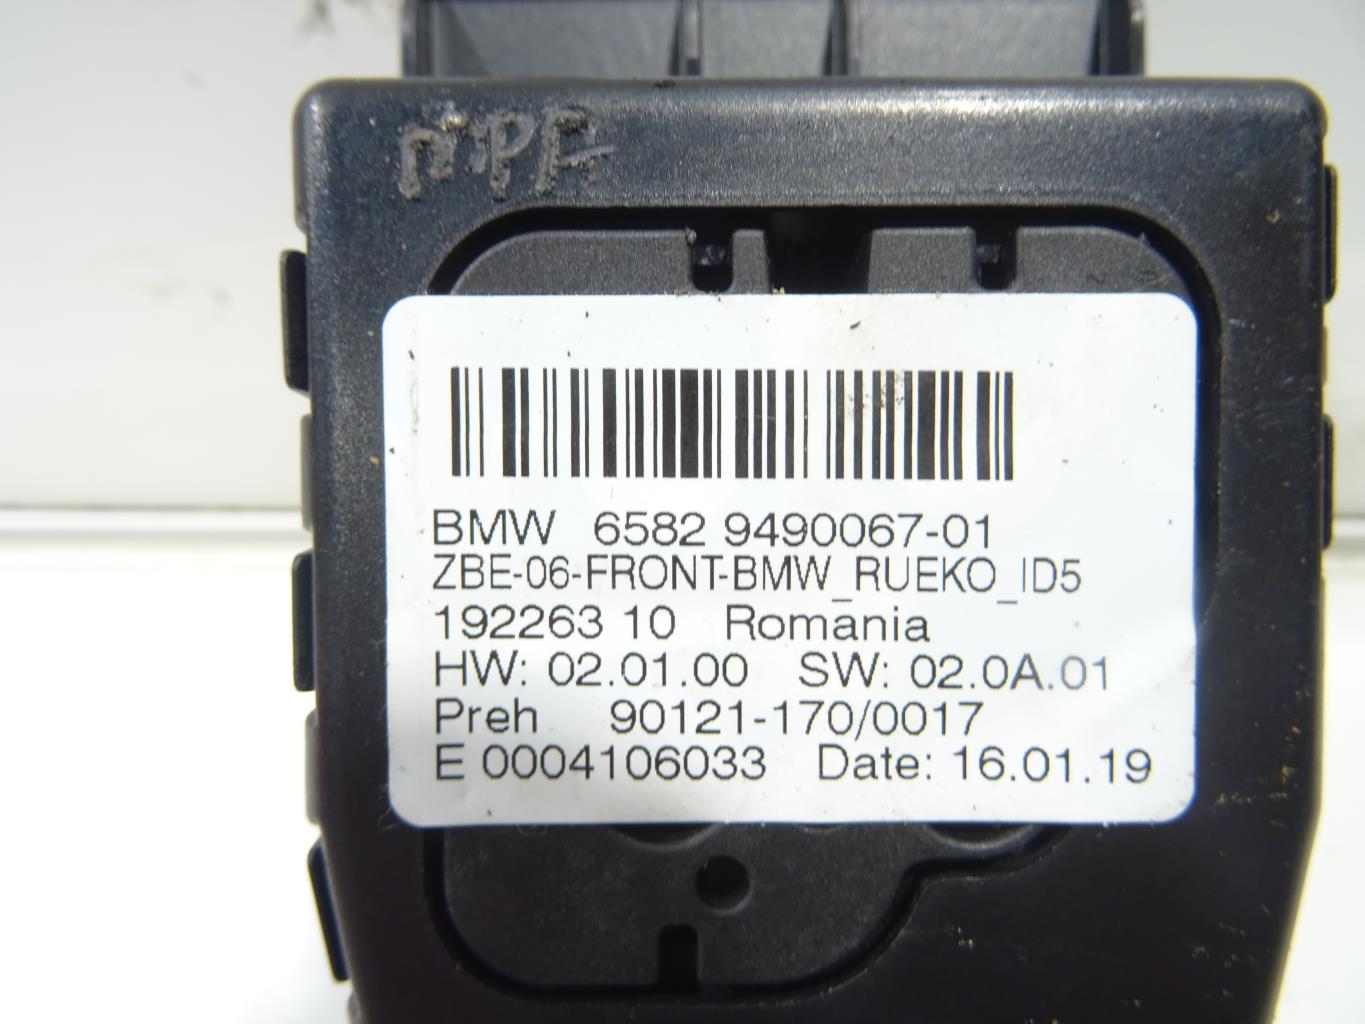 MPA
BMW 6582 9490067-01
ZBE-06-FRONT-BMW_RUEKO_ID5
192263 10 Romania
HW: 02.01.00 SW: 02.0A.01
Preh 90121-170/0017
E 0004106033 Date: 16.01.19